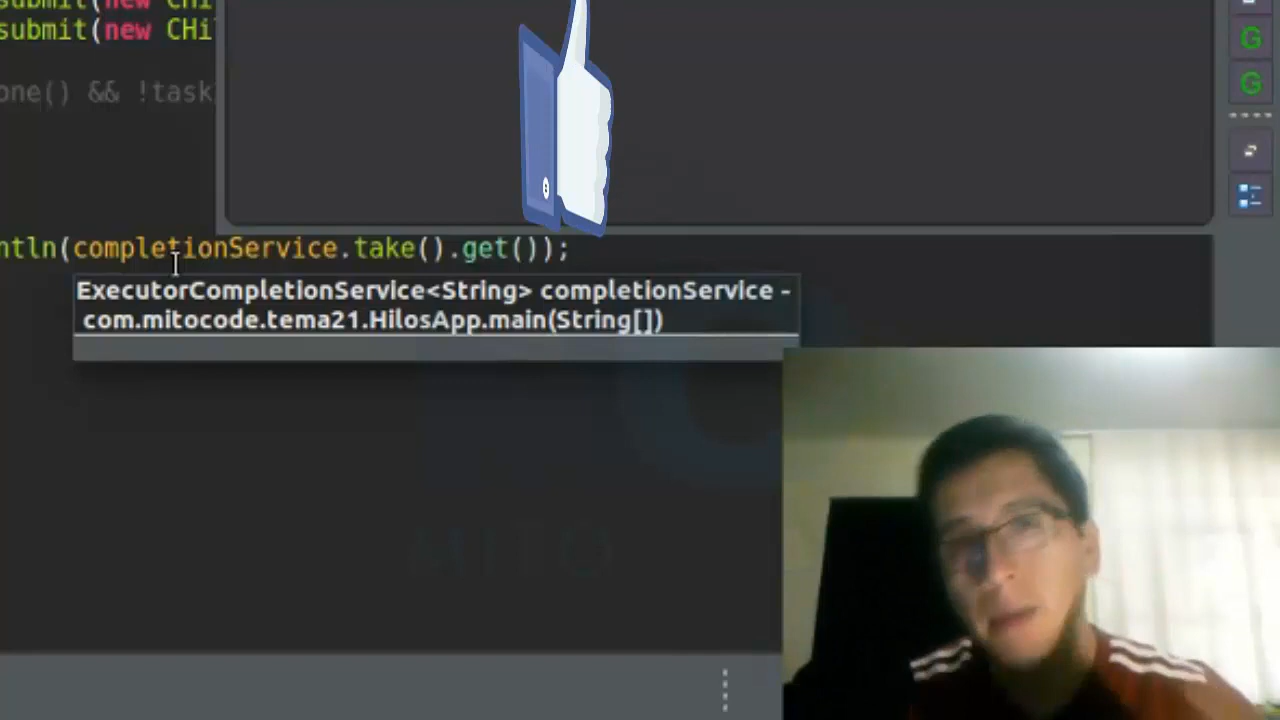 submit(new CHi
submit(new CHi
one() && !task
ntln(completionService.take().get());
ExecutorCompletionService<String> completionService -
com.mitocode.tema21.HilosApp.main(String[])
G
G